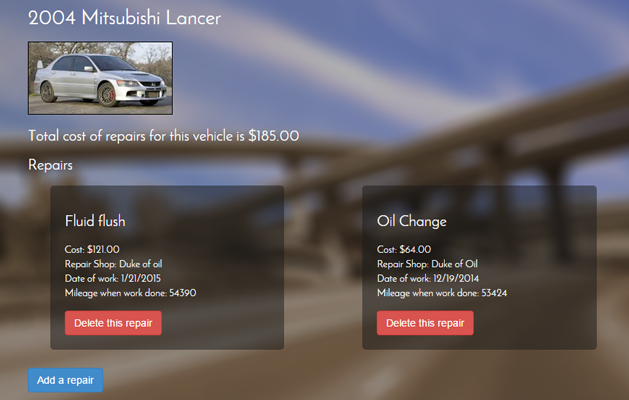 2004 Mitsubishi Lancer
Total cost of repairs for this vehicle is $185.00
Repairs
Fluid flush
Cost: $121.00
Repair Shop: Duke of oil
Date of work: 1/21/2015
Mileage when work done: 54390
Delete this repair
Oil Change
Cost: $64.00
Repair Shop: Duke of Oil
Date of work: 12/19/2014
Mileage when work done: 53424
Delete this repair
Add a repair